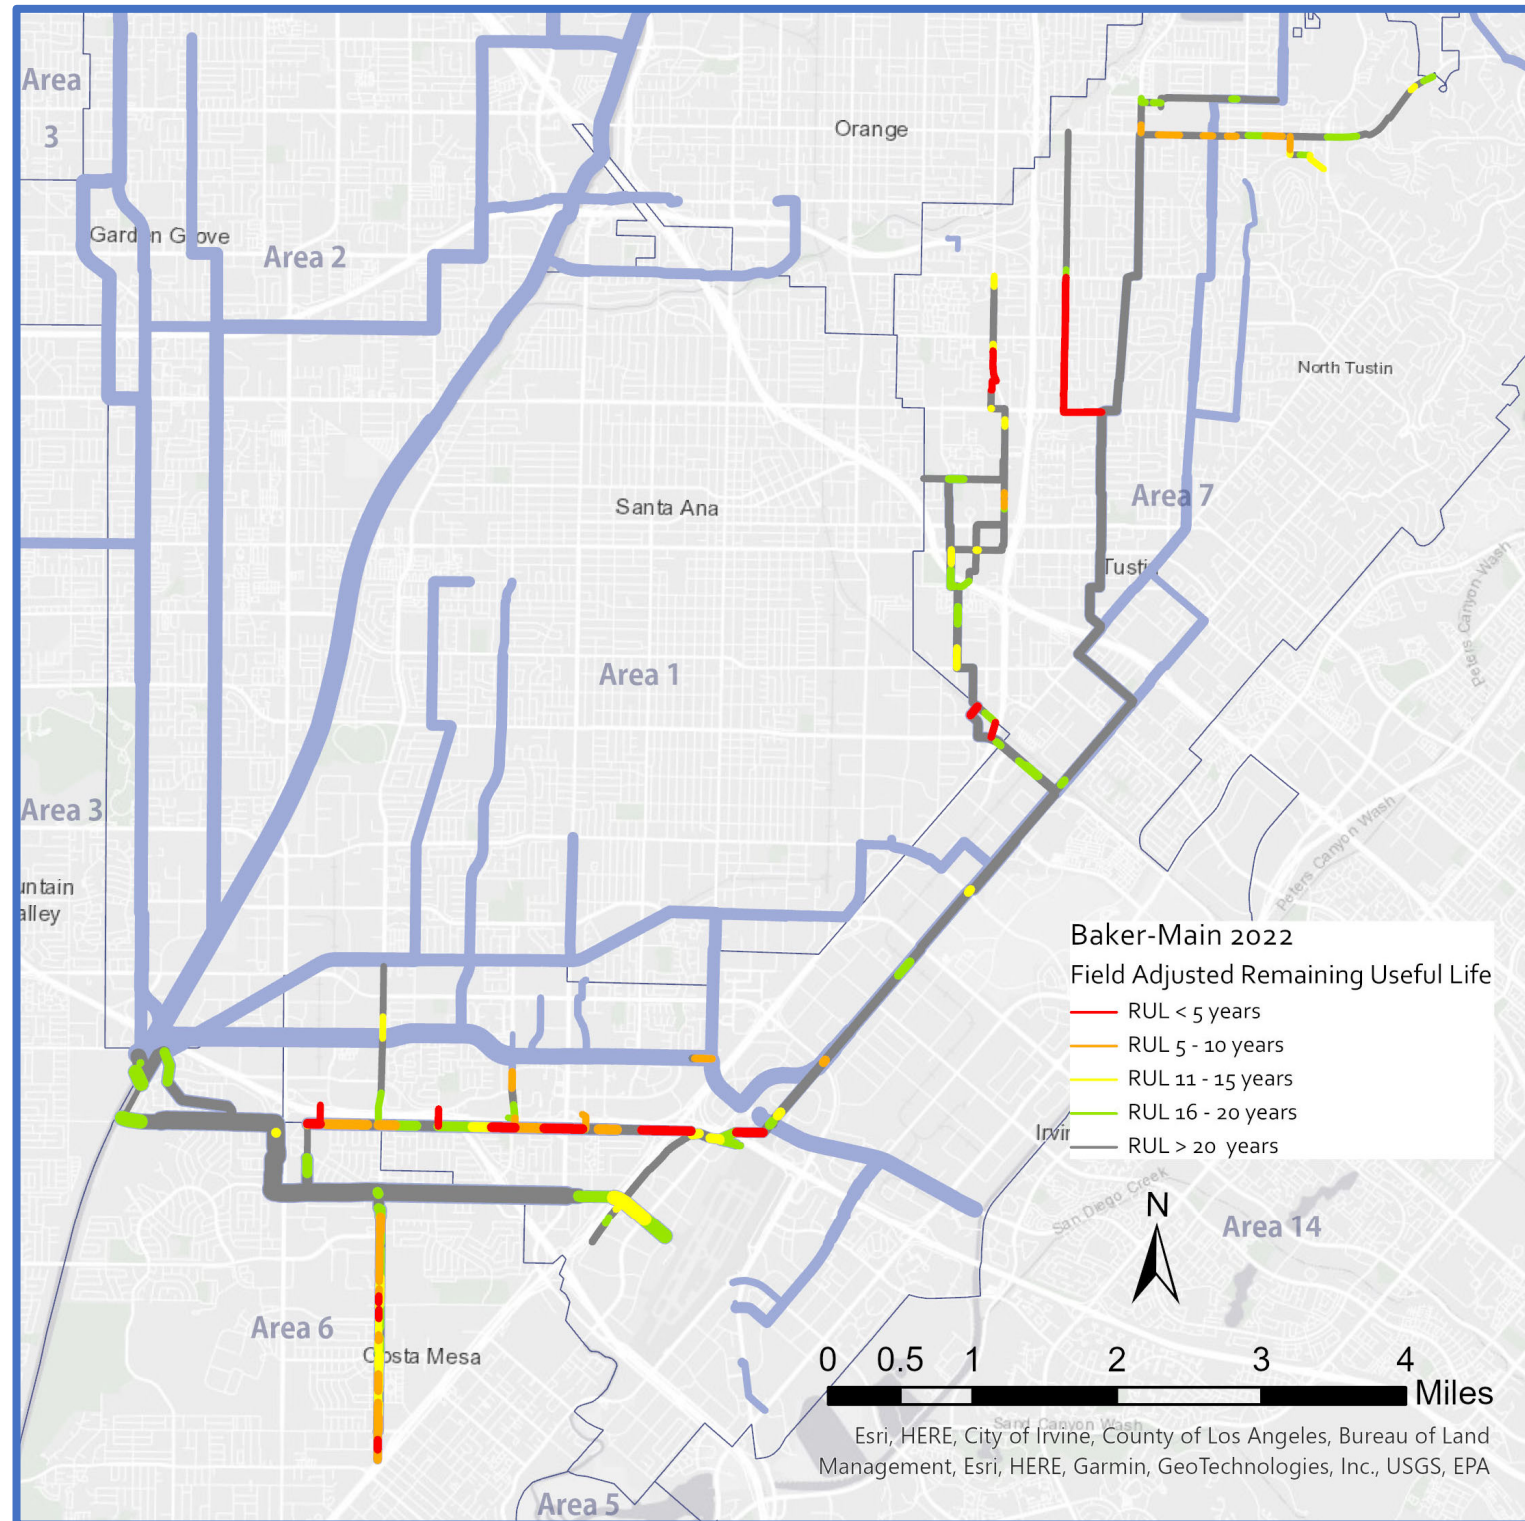 Area
3
Orange
Garden Grove
Area 2
North Tustin
Santa Ana
Area 7
Tustin
Peters Canyon Wash
Area 1
Area 3
untain
alley
Peters Canyon Wash
Baker-Main 2022
Field Adjusted Remaining Useful Life
RUL < 5 years
RUL 5 - 10 years
RUL 11 - 15 years
RUL 16 - 20 years
RUL > 20 years
Irvin
San Diego Creek
N
Area 14
Area 6
Costa Mesa
0 0.5 1 2 3 4
Miles
Sand Canyon Wash
Esri, HERE, City of Irvine, County of Los Angeles, Bureau of Land
Management, Esri, HERE, Garmin, GeoTechnologies, Inc., USGS, EPA
Area 5